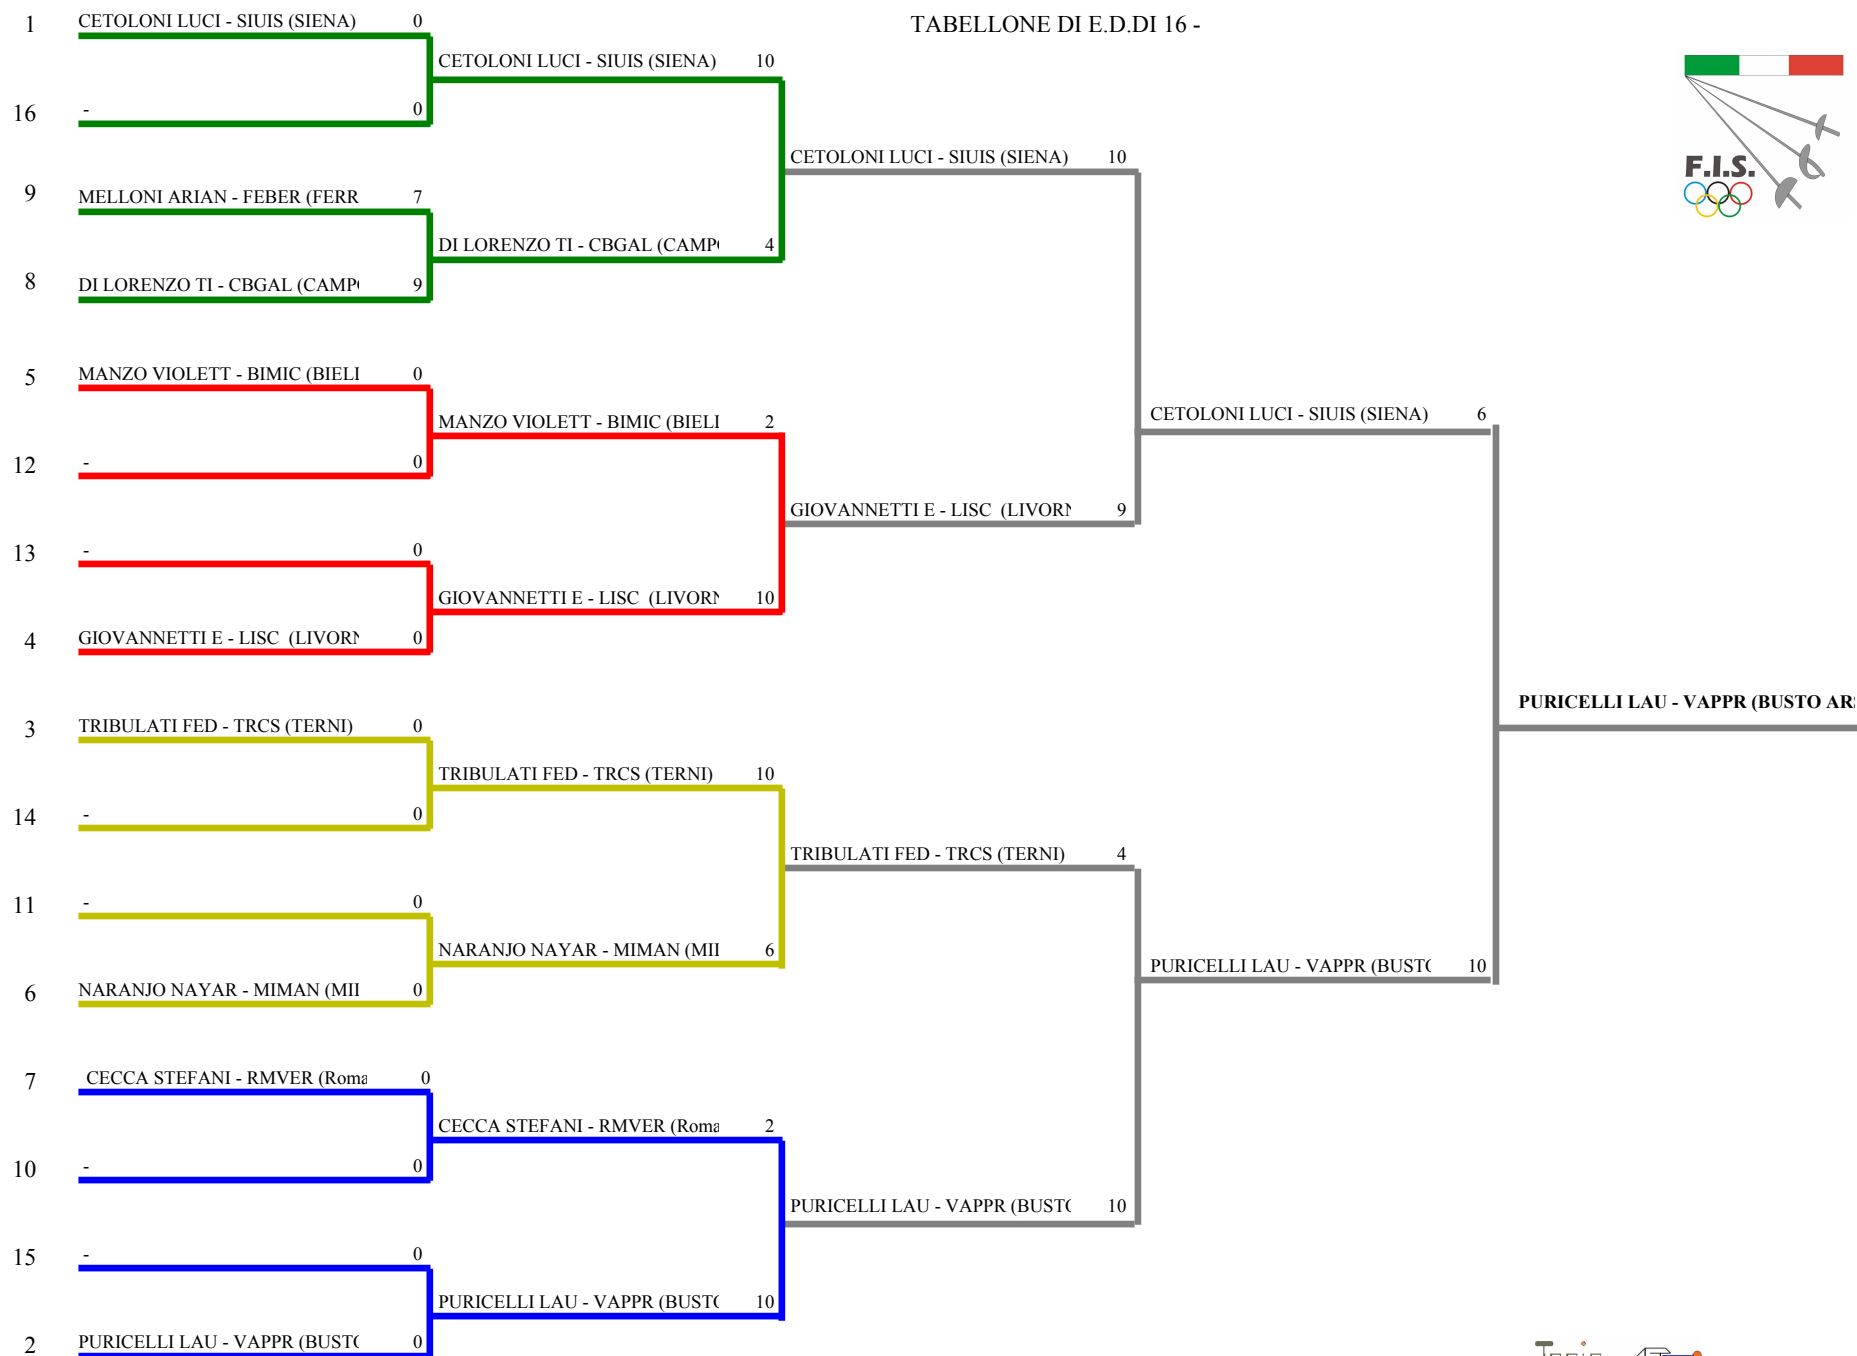 TABELLONE DI E.D.DI 16 -
F.I.S.
1 CETOLONI LUCI - SIUIS (SIENA) 0
16 - 0
9 MELLONI ARIAN - FEBER (FERR 7
8 DI LORENZO TI - CBGAL (CAMP 9
5 MANZO VIOLETT - BIMIC (BIEL 0
12 - 0
13 - 0
4 GIOVANNETTI E - LISC (LIVOR 0
3 TRIBULATI FED - TRCS (TERNI) 0
14 - 0
11 - 0
6 NARANJO NAYAR - MIMAN (MI 0
7 CECCA STEFANI - RMVER (Roma 0
10 - 0
15 - 0
2 PURICELLI LAU - VAPPR (BUST 0
CETOLONI LUCI - SIUIS (SIENA) 10
DI LORENZO TI - CBGAL (CAMP 4
MANZO VIOLETT - BIMIC (BIEL 2
GIOVANNETTI E - LISC (LIVOR 10
TRIBULATI FED - TRCS (TERNI) 10
NARANJO NAYAR - MIMAN (MI 6
CECCA STEFANI - RMVER (Roma 2
PURICELLI LAU - VAPPR (BUST 10
CETOLONI LUCI - SIUIS (SIENA) 10
GIOVANNETTI E - LISC (LIVOR 9
TRIBULATI FED - TRCS (TERNI) 4
PURICELLI LAU - VAPPR (BUST 10
CETOLONI LUCI - SIUIS (SIENA) 6
PURICELLI LAU - VAPPR (BUST 10
PURICELLI LAU - VAPPR (BUSTO AR